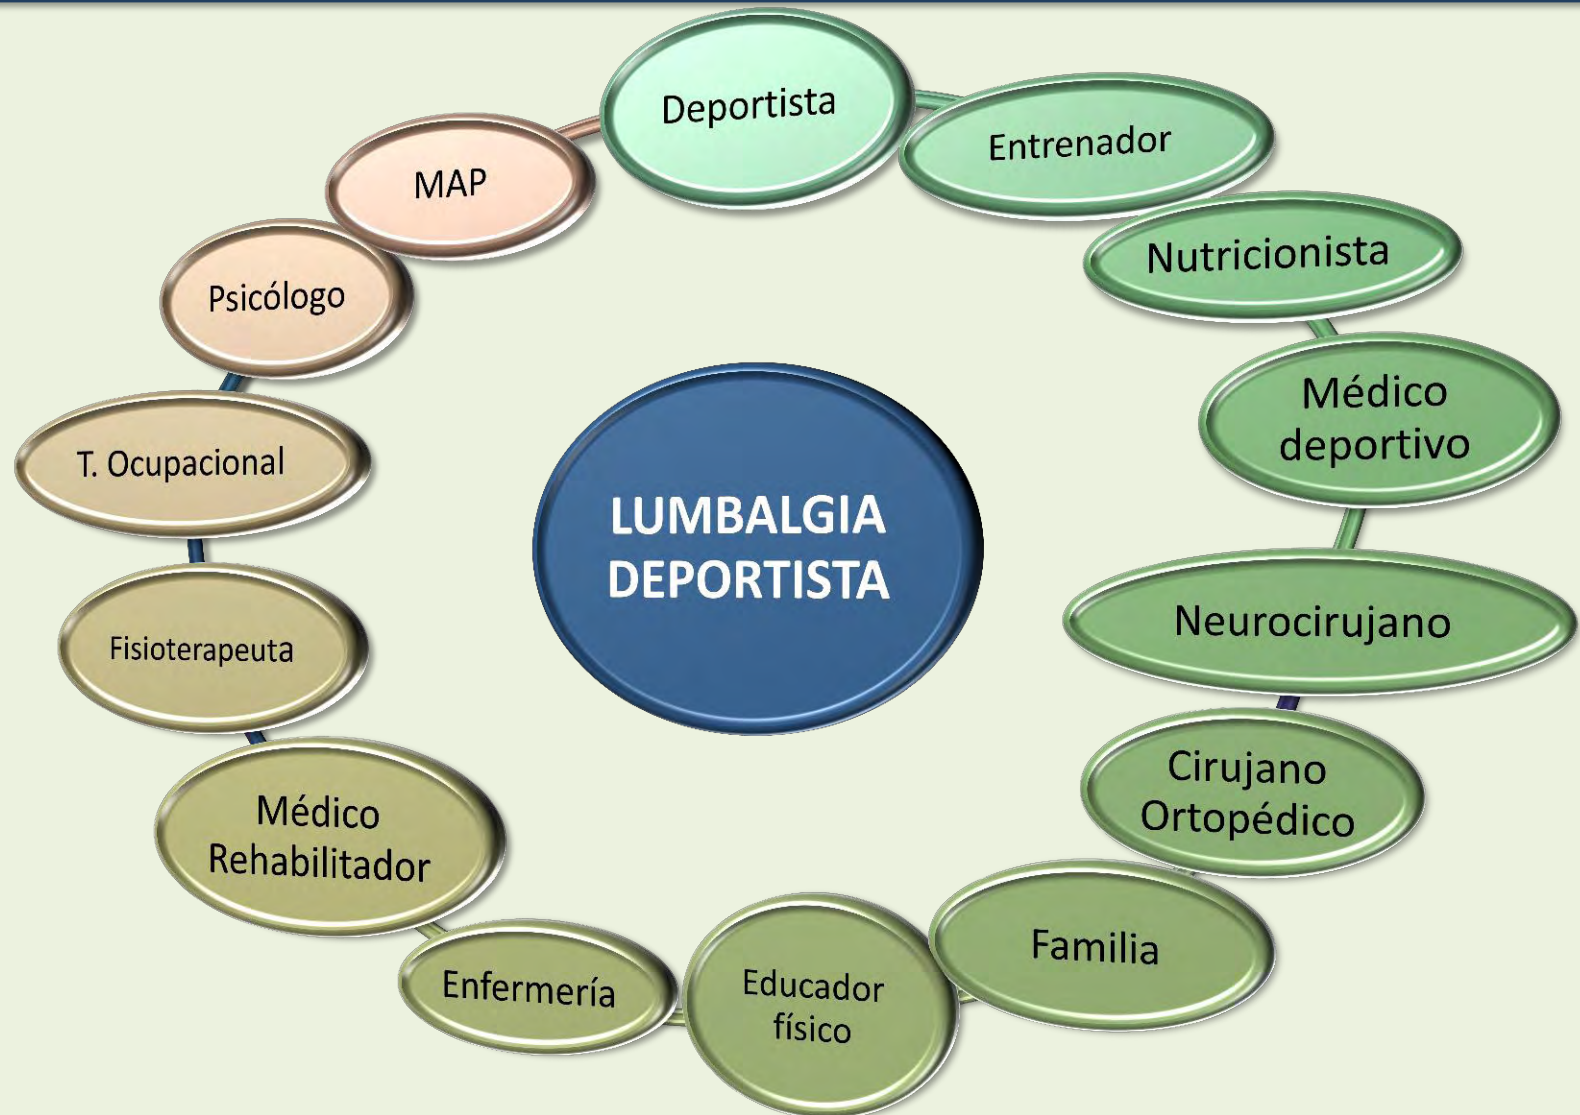 Deportista
Entrenador
Nutricionista
Médico
deportivo
Neurocirujano
Cirujano
Ortopédico
Familia
Educador
físico
Enfermería
Médico
Rehabilitador
Fisioterapeuta
T. Ocupacional
Psicólogo
MAP
LUMBALGIA
DEPORTISTA